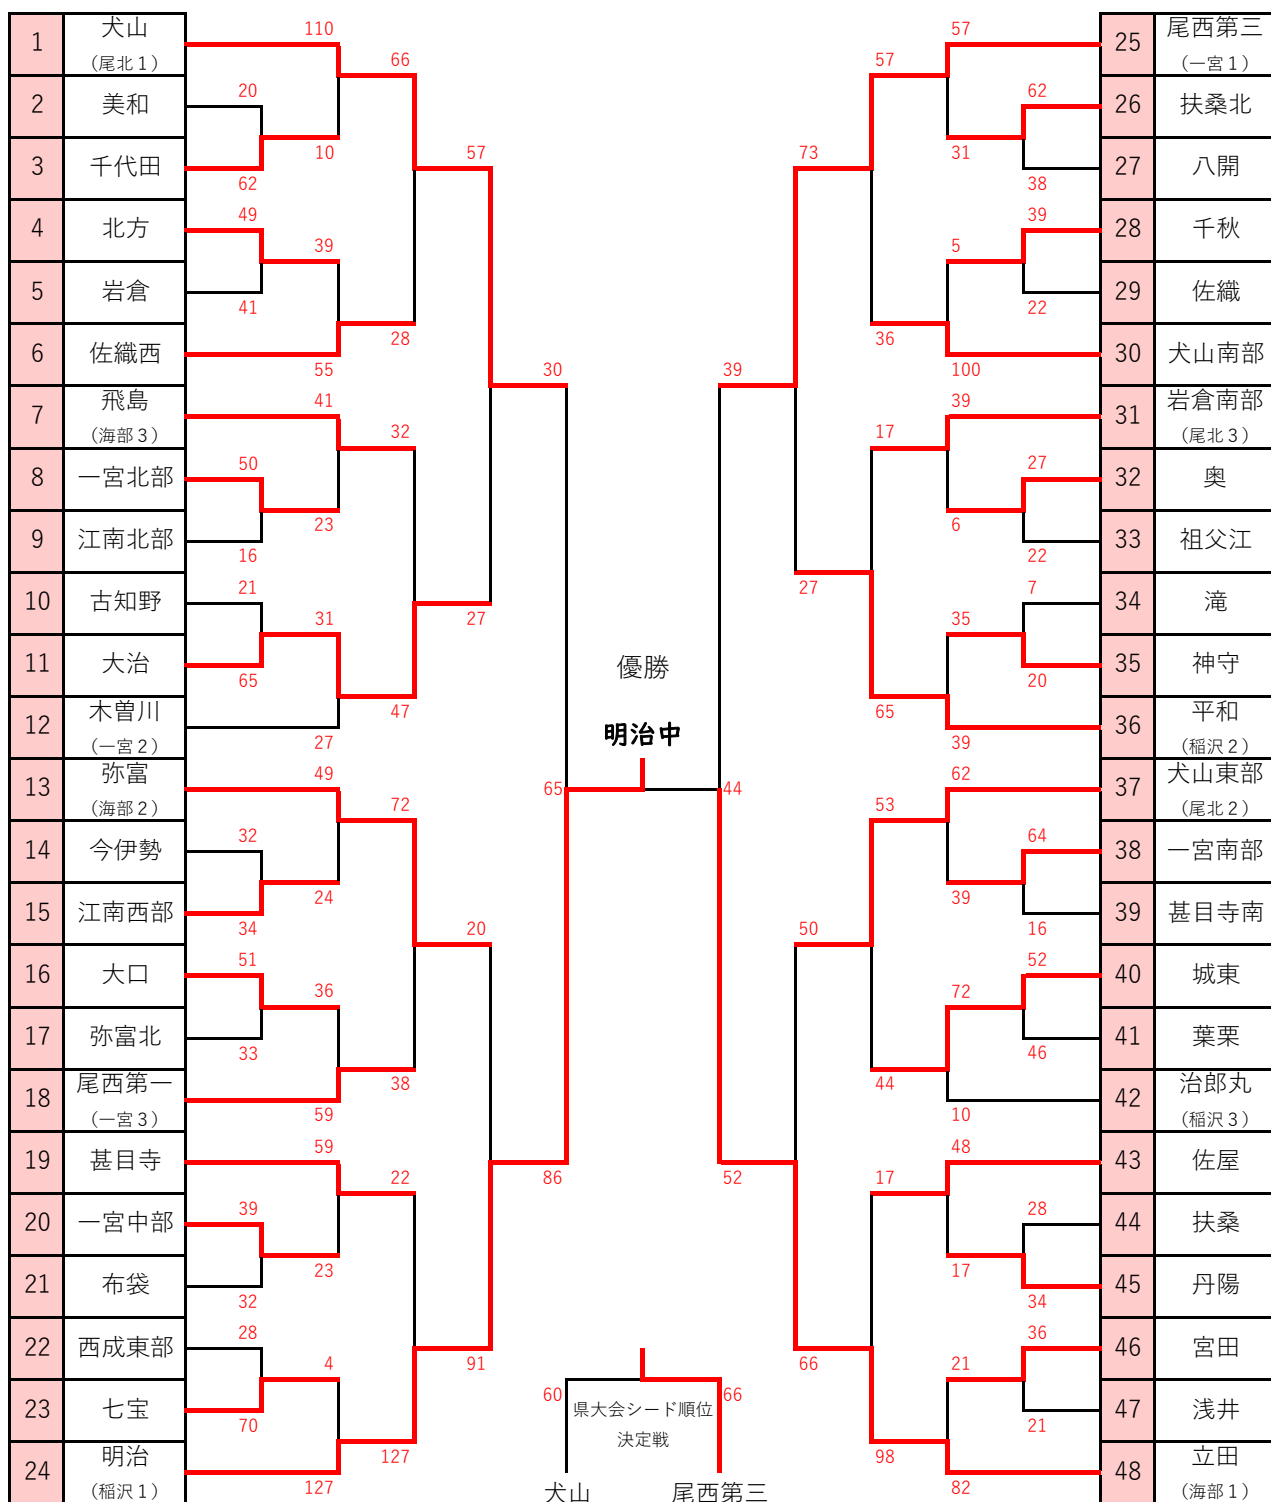 1 犬山
(尾北1)
2 美和
3 千代田
4 北方
5 岩倉
6 佐織西
7 飛島
(海部3)
8 一宮北部
9 江南北部
10 古知野
11 大治
12 木曽川
(一宮2)
13 弥富
(海部2)
14 今伊勢
15 江南西部
16 大口
17 弥富北
18 尾西第一
(一宮3)
19 甚目寺
20 一宮中部
21 布袋
22 西成東部
23 七宝
24 明治
(稲沢1)
110
20
62
10
49
41
39
55
41
50
16
23
21
65
31
27
49
32
34
24
51
33
36
59
59
39
32
23
28
70
4
127
66
28
32
47
72
38
22
127
57
27
20
91
30
86
65
優勝
明治中
44
39
52
73
27
50
66
57
36
17
65
53
44
17
98
57
62
38
31
39
22
5
100
39
27
22
6
7
20
35
39
62
64
16
39
52
46
72
10
48
28
34
17
36
21
21
82
60
66
県大会シード順位
決定戦
犬山
尾西第三
25 尾西第三
(一宮1)
26 扶桑北
27 八開
28 千秋
29 佐織
30 犬山南部
31 岩倉南部
(尾北3)
32 奥
33 祖父江
34 滝
35 神守
36 平和
(稲沢2)
37 犬山東部
(尾北2)
38 一宮南部
39 甚目寺南
40 城東
41 葉栗
42 治郎丸
(稲沢3)
43 佐屋
44 扶桑
45 丹陽
46 宮田
47 浅井
48 立田
(海部1)